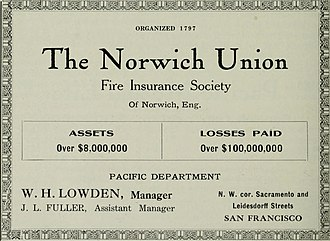 ORGANIZED 1797
The Norwich Union
Fire Insurance Society
Of Norwich, Eng.
ASSETS
Over $8,000,000
LOSSES PAID
Over $100,000,000
PACIFIC DEPARTMENT
W. H. LOWDEN, Manager
J. L. FULLER, Assistant Manager
N. W. cor. Sacramento and
Leidesdorff Streets
SAN FRANCISCO